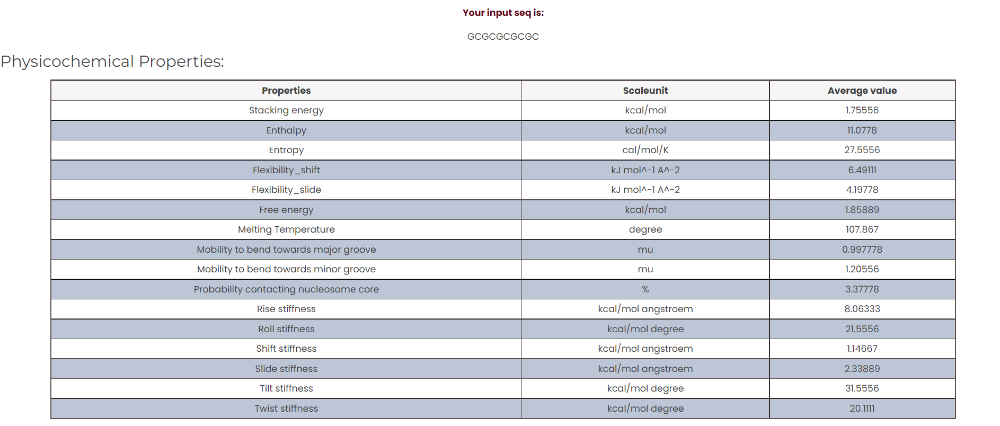 Your input seq is:
GCGCGCGCGC
Physicochemical Properties:
Properties Scaleunit Average value
Stacking energy kcal/mol 1.75556
Enthalpy kcal/mol 11.0778
Entropy cal/mol/K 27.5556
Flexibility_shift kJ mol^-1 A^-2 6.49111
Flexibility_slide kJ mol^-1 A^-2 4.19778
Free energy kcal/mol 1.85889
Melting Temperature degree 107.867
Mobility to bend towards major groove mu 0.997778
Mobility to bend towards minor groove mu 1.20556
Probability contacting nucleosome core % 3.37778
Rise stiffness kcal/mol angstroem 8.06333
Roll stiffness kcal/mol degree 21.5556
Shift stiffness kcal/mol angstroem 1.14667
Slide stiffness kcal/mol angstroem 2.33889
Tilt stiffness kcal/mol degree 31.5556
Twist stiffness kcal/mol degree 20.1111